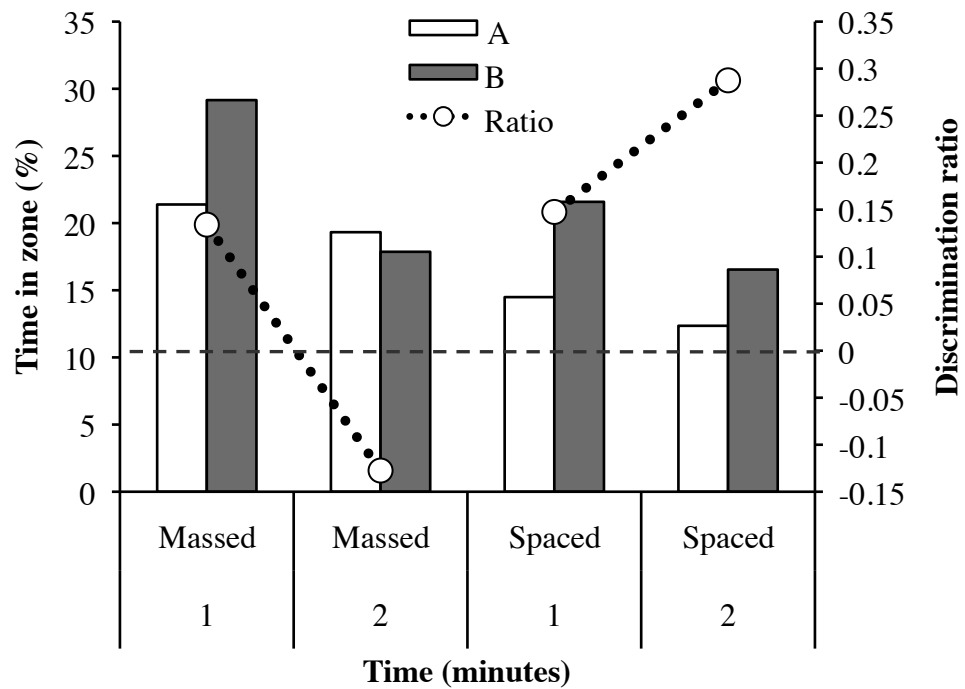 A
B
Ratio
Time in zone (%)
35
30
25
20
15
10
5
0
0.35
0.3
0.25
0.2
0.15
0.1
0.05
0
-0.05
-0.1
-0.15
Discrimination ratio
Massed Massed Spaced Spaced
1 2 1 2
Time (minutes)